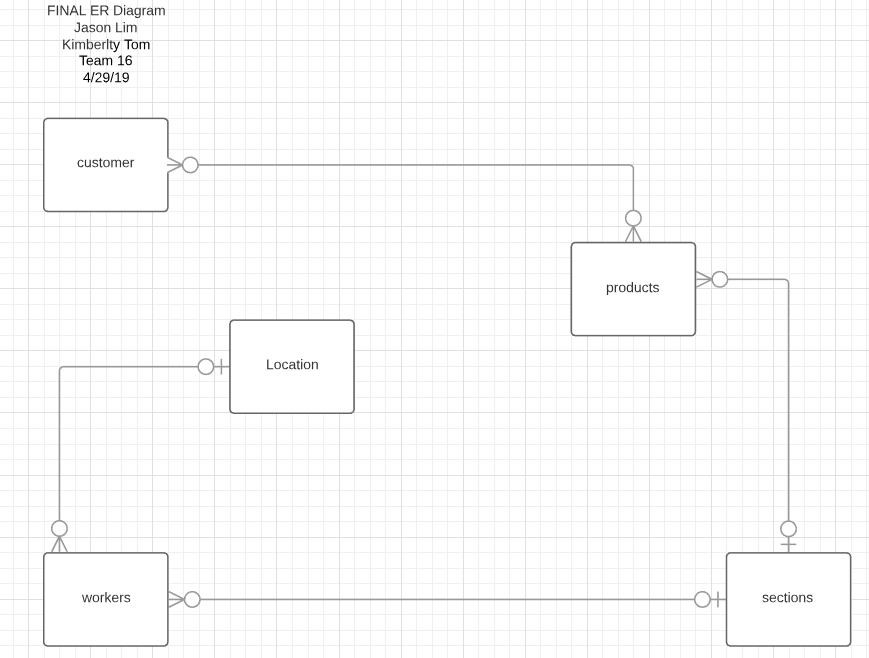 FINAL ER Diagram
Jason Lim
Kimberlty Tom
Team 16
4/29/19
customer
products
Location
workers
sections